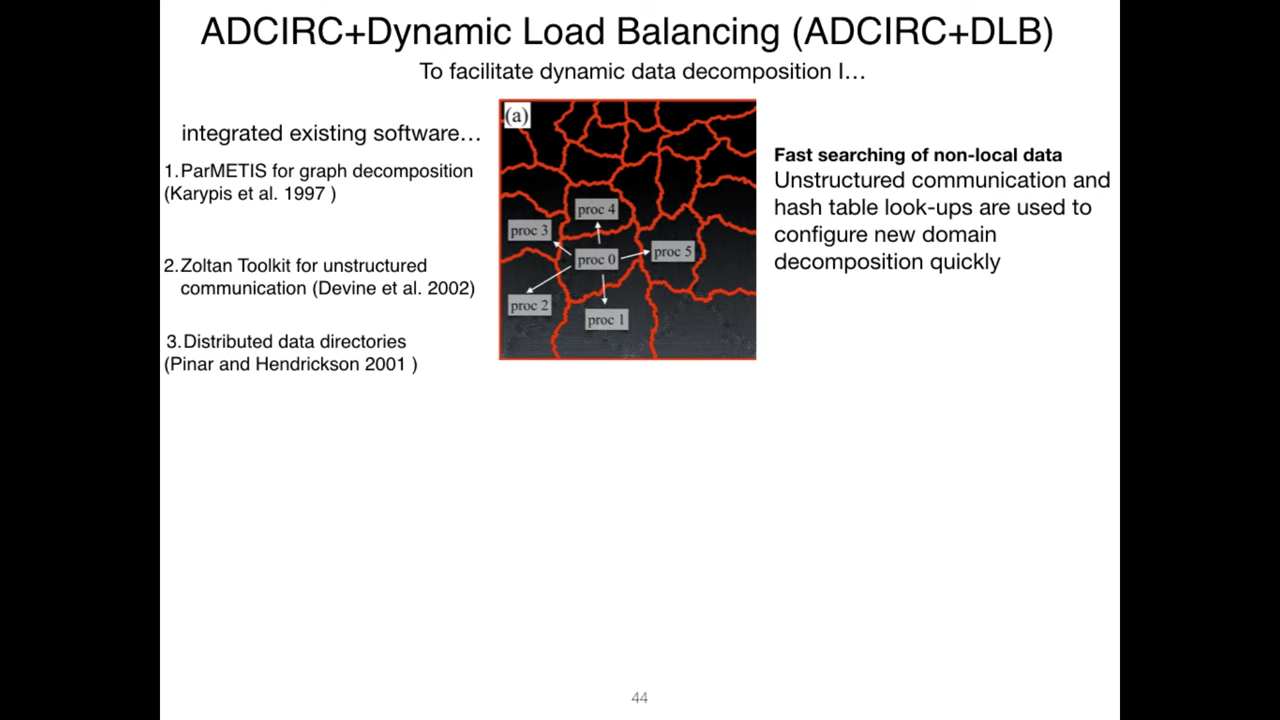 ADCIRC+Dynamic Load Balancing (ADCIRC+DLB)
To facilitate dynamic data decomposition I…
integrated existing software…
1.ParMETIS for graph decomposition
(Karypis et al. 1997 )
2.Zoltan Toolkit for unstructured
communication (Devine et al. 2002)
3.Distributed data directories
(Pinar and Hendrickson 2001 )
(a)
proc 4
proc 3
proc 5
proc 0
proc 2
proc 1
Fast searching of non-local data
Unstructured communication and
hash table look-ups are used to
configure new domain
decomposition quickly
44